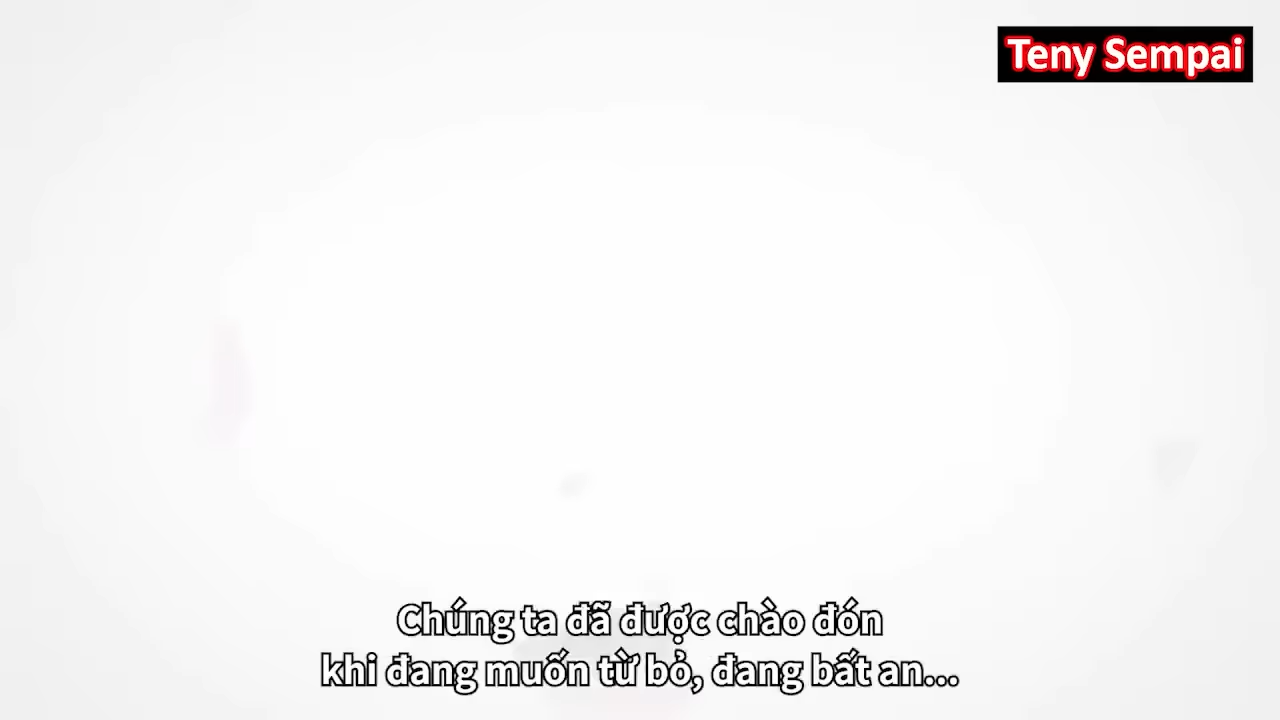 Teny Sempai
Chúng ta đã được chào đón
khi đang muốn từ bỏ, đang bất an...